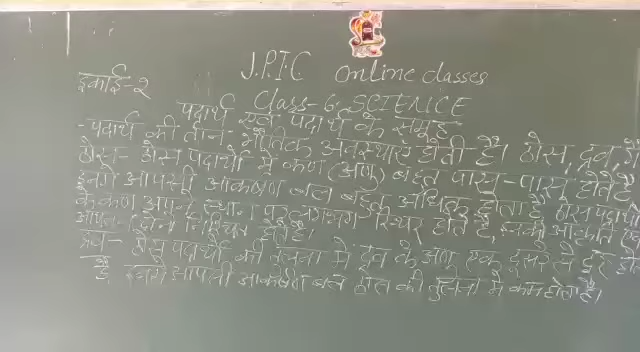 J.P.I.C online classes
इकाई-2
Class-6 SCIENCE
पदार्थ एवं पदार्थ के समूह
- पदार्थ की तीन- भौतिक अवस्थाएं होती है। ठोस, द्रव, गै
ठोस- ठोस पदार्थों में कण (अणु) बहुत पास-पास होते है
इनमें आपसी आकर्षण बल बहुत अधिक होता है ठोस पदार्थ
के कण अपने स्थान पर लगभग स्थिर होते है, इनकी आकृति एवं
आयतन दोनों निश्चित होते है।
द्रव- ठोस पदार्थों की तुलना में द्रव के अणु एक दूसरे से दूर हो
है, इनमें आपसी आकर्षण बल ठोस की तुलना में कम होता है।